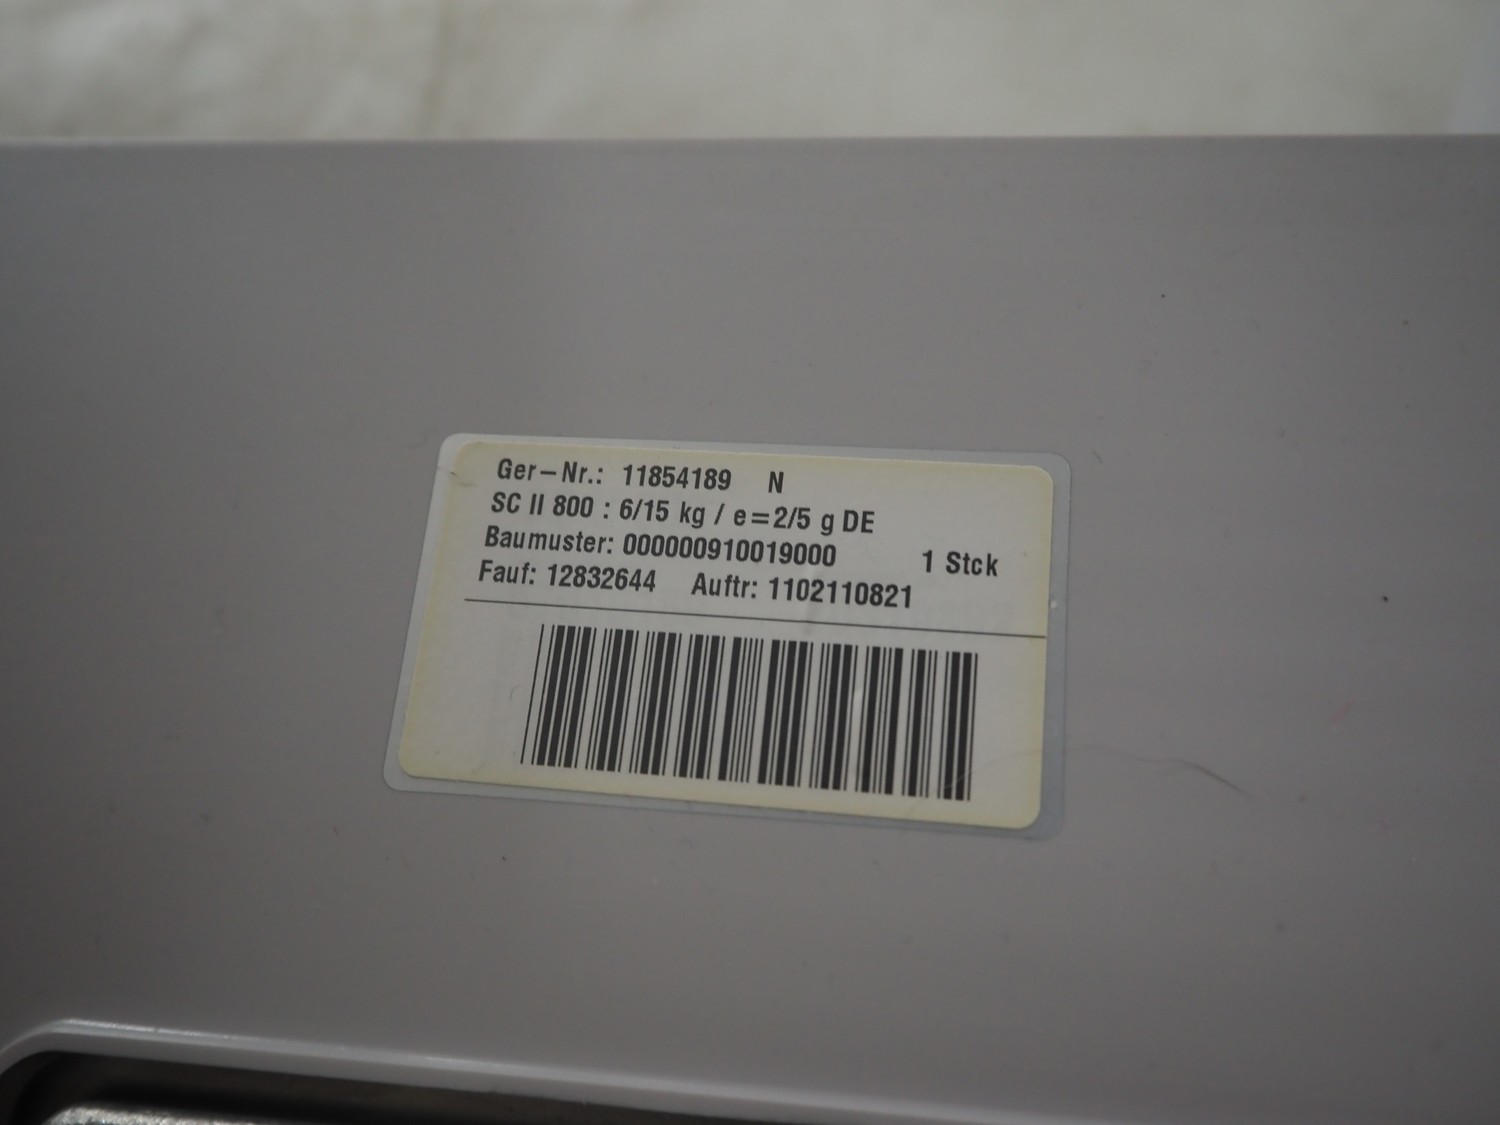 Ger-Nr.: 11854189 N
SC II 800 : 6/15 kg / e=2/5 g DE
Baumuster: 000000910019000 1 Stck
Fauf: 12832644 Auftr: 1102110821